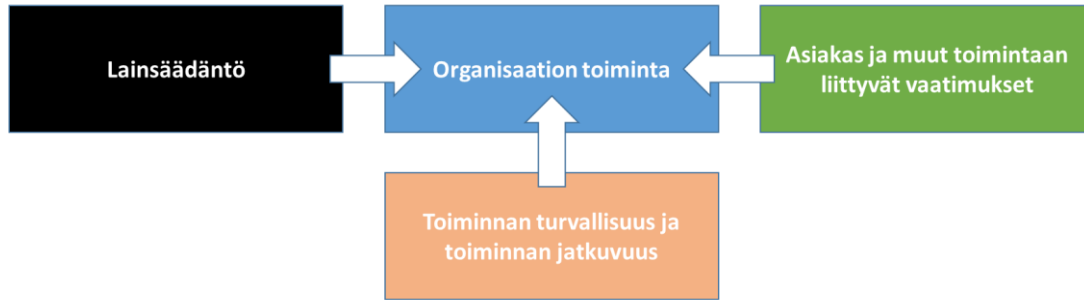 Lainsäädäntö
Organisaation toiminta
Asiakas ja muut toimintaan
liittyvät vaatimukset
Toiminnan turvallisuus ja
toiminnan jatkuvuus